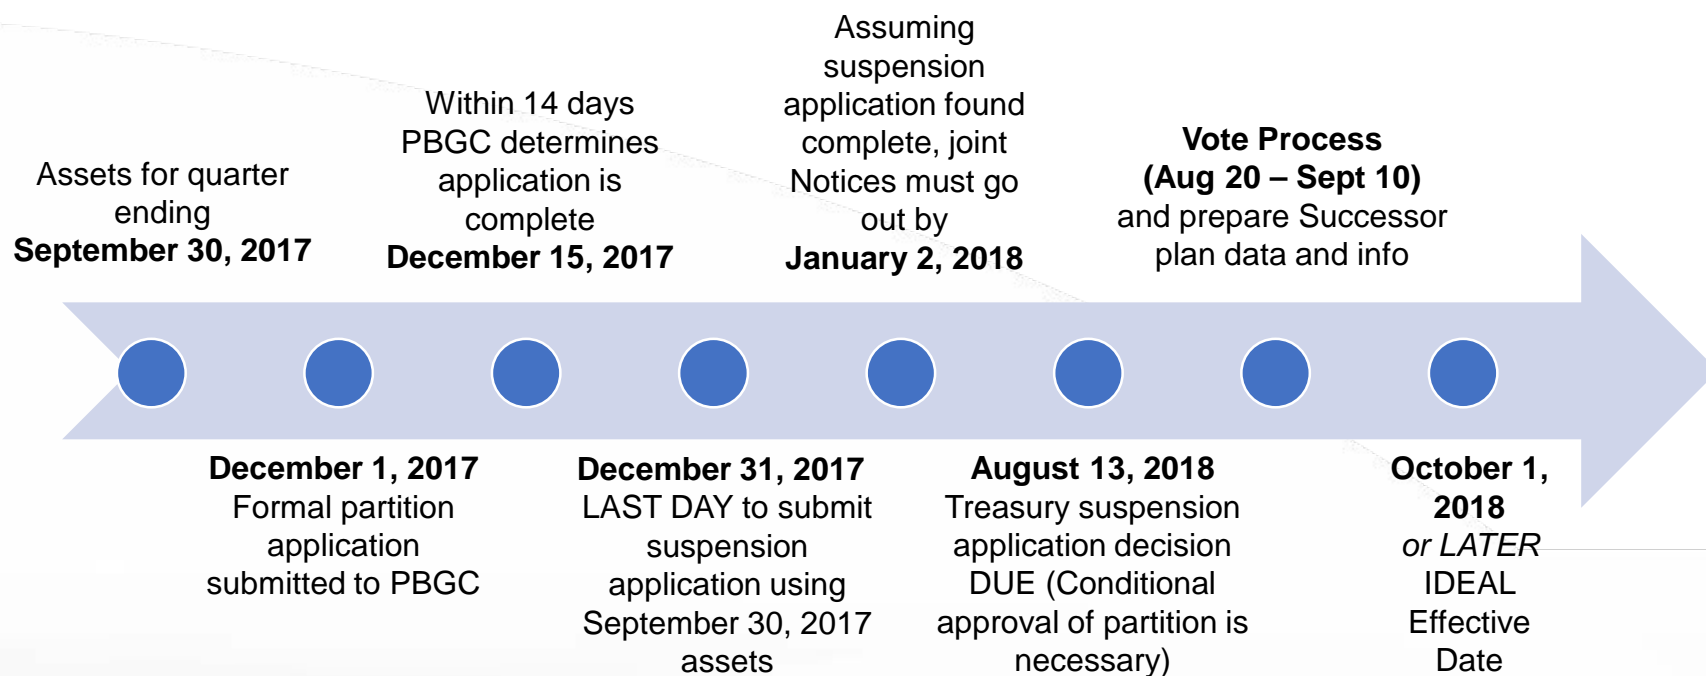 Assets for quarter
ending
September 30, 2017
December 1, 2017
Formal partition
application
submitted to PBGC
Within 14 days
PBGC determines
application is
complete
December 15, 2017
December 31, 2017
LAST DAY to submit
suspension
application using
September 30, 2017
assets
Assuming
suspension
application found
complete, joint
Notices must go
out by
January 2, 2018
August 13, 2018
Treasury suspension
application decision
DUE (Conditional
approval of partition is
necessary)
Vote Process
(Aug 20 – Sept 10)
and prepare Successor
plan data and info
October 1,
2018
or LATER
IDEAL
Effective
Date